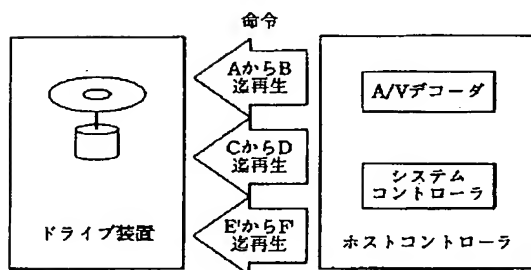 命令
AからB
迄再生
CからD
迄再生
E'からF'
迄再生
A/Vデコーダ
システム
コントローラ
ドライブ装置
ホストコントローラ